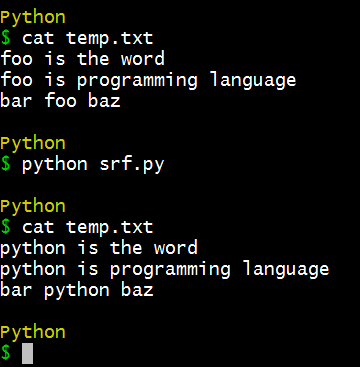 Python
$ cat temp.txt
foo is the word
foo is programming language
bar foo baz
Python
$ python srf.py
Python
$ cat temp.txt
python is the word
python is programming language
bar python baz
Python
$